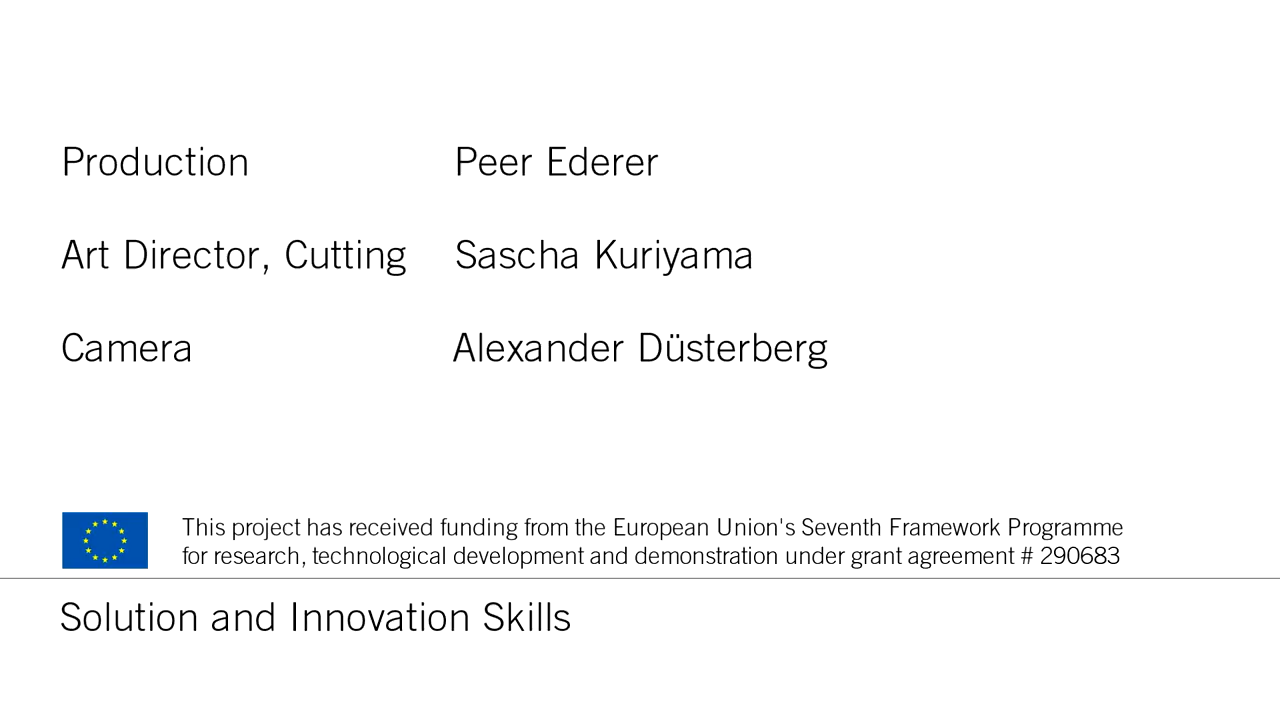 Production Peer Ederer
Art Director, Cutting Sascha Kuriyama
Camera Alexander Düsterberg
This project has received funding from the European Union's Seventh Framework Programme
for research, technological development and demonstration under grant agreement # 290683
Solution and Innovation Skills